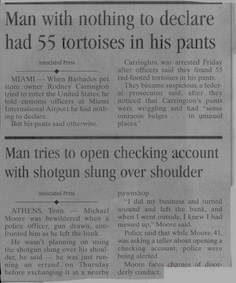 Man with nothing to declare
had 55 tortoises in his pants
Associated Press
MIAMI — When Barbados pet
store owner Rodney Carrington
tried to enter the United States, he
told customs officers at Miami
International Airport he had noth-
ing to declare.
But his pants said otherwise.
Carrington was arrested Friday
after officers said they found 55
red-footed tortoises in his pants.
They became suspicious, a feder-
al prosecutor said, after they
noticed that Carrington's pants
were wriggling and had "some
ominous bulges . . . in unusual
places."
Man tries to open checking account
with shotgun slung over shoulder
Associated Press
ATHENS, Tenn. — Michael
Moore was bewildered when a
police officer, gun drawn, con-
fronted him as he left the bank.
He wasn't planning on using
the shotgun slung over his shoul-
der, he said — he was just run-
ning an errand on Thursday
before exchanging it at a nearby
pawnshop.
"I did my business and turned
around and left the bank, and
when I went outside, I knew I had
messed up," Moore said.
Police said that while Moore, 41,
was asking a teller about opening a
checking account, police were
being alerted.
Moore faces charges of disor-
derly conduct.